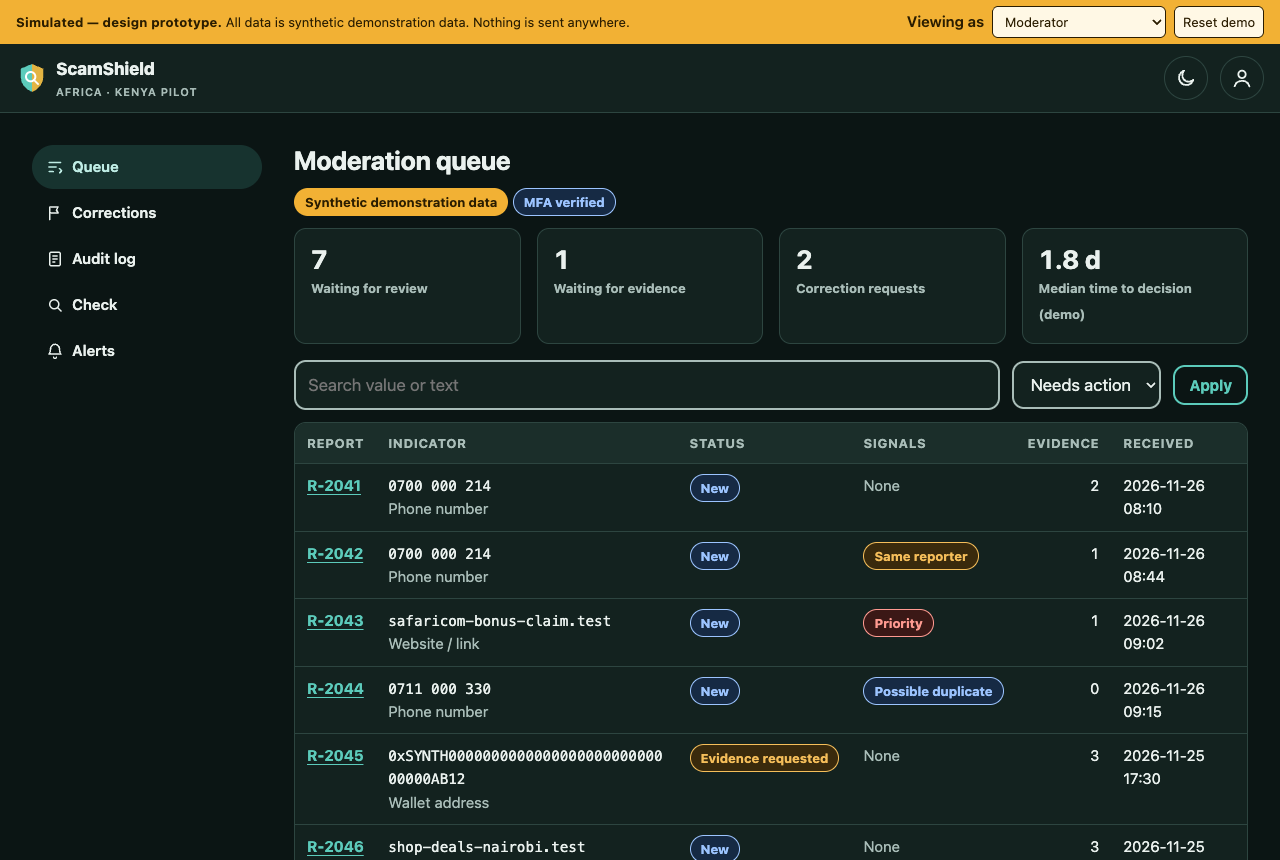 Simulated — design prototype. All data is synthetic demonstration data. Nothing is sent anywhere.
Viewing as
Moderator
Reset demo
ScamShield
AFRICA · KENYA PILOT
Queue
Corrections
Audit log
Check
Alerts
Moderation queue
Synthetic demonstration data
MFA verified
7
Waiting for review
1
Waiting for evidence
2
Correction requests
1.8 d
Median time to decision
(demo)
Search value or text
Needs action
Apply
REPORT INDICATOR STATUS SIGNALS EVIDENCE RECEIVED
R-2041 0700 000 214 New None 2 2026-11-26
Phone number 08:10
R-2042 0700 000 214 New Same reporter 1 2026-11-26
Phone number 08:44
R-2043 safaricom-bonus-claim.test New Priority 1 2026-11-26
Website / link 09:02
R-2044 0711 000 330 New Possible duplicate 0 2026-11-26
Phone number 09:15
R-2045 0xSYNTH00000000000000000000000000 Evidence requested None 3 2026-11-25
00000AB12 17:30
Wallet address
R-2046 shop-deals-nairobi.test New None 3 2026-11-25